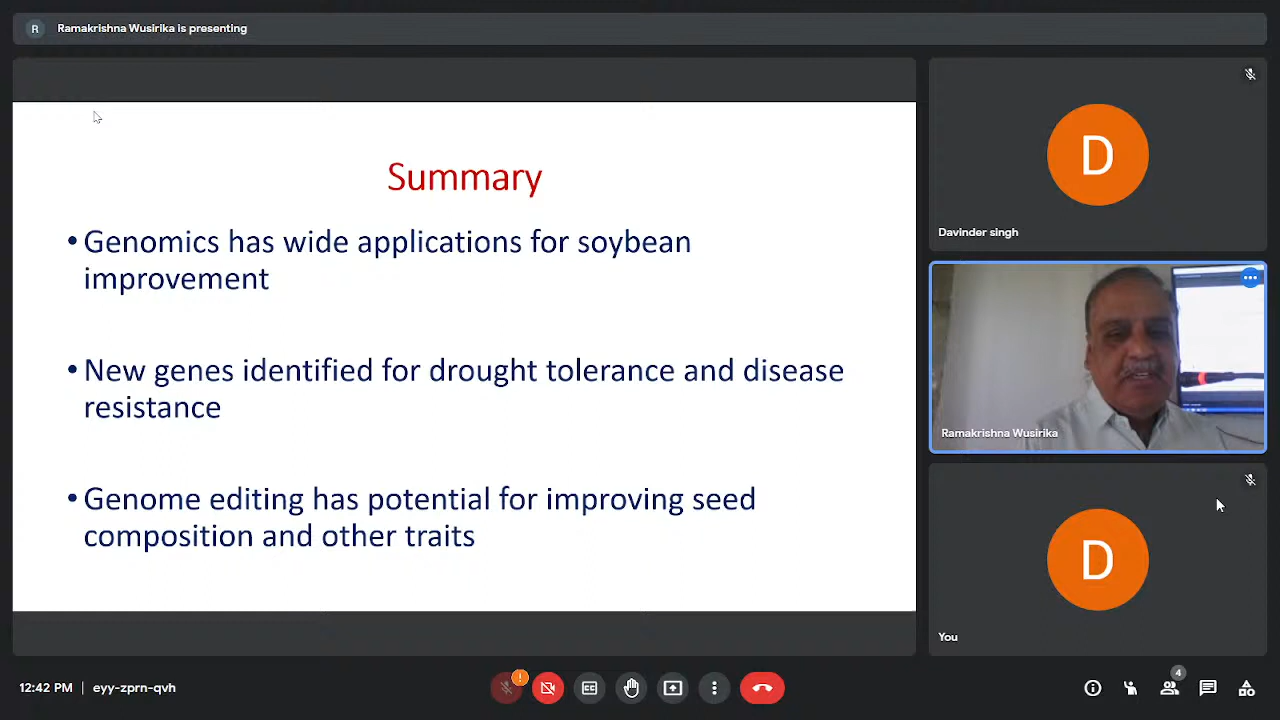 R Ramakrishna Wusirika is presenting
Summary
• Genomics has wide applications for soybean
improvement
• New genes identified for drought tolerance and disease
resistance
• Genome editing has potential for improving seed
composition and other traits
D
Davinder singh
Ramakrishna Wusirika
D
You
12:42 PM | eyy-zprn-qvh
!
CC
4